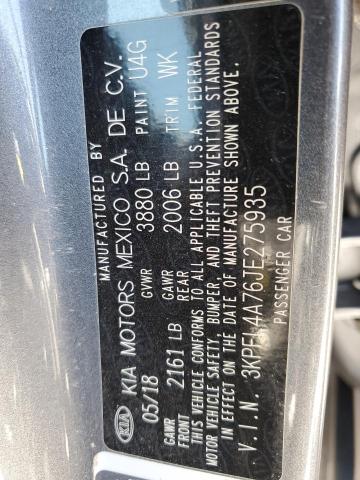 MANUFACTURED BY
KIA KIA MOTORS MEXICO S.A. DE C.V.
05/18 GVWR 3880 LB PAINT U4G
GAWR FRONT 2161 LB GAWR REAR 2006 LB TRIM WK
THIS VEHICLE CONFORMS TO ALL APPLICABLE U.S.A. FEDERAL
MOTOR VEHICLE SAFETY, BUMPER, AND THEFT PREVENTION STANDARDS
IN EFFECT ON THE DATE OF MANUFACTURE SHOWN ABOVE.
V.I.N. 3KPFL4A76JE275935
PASSENGER CAR